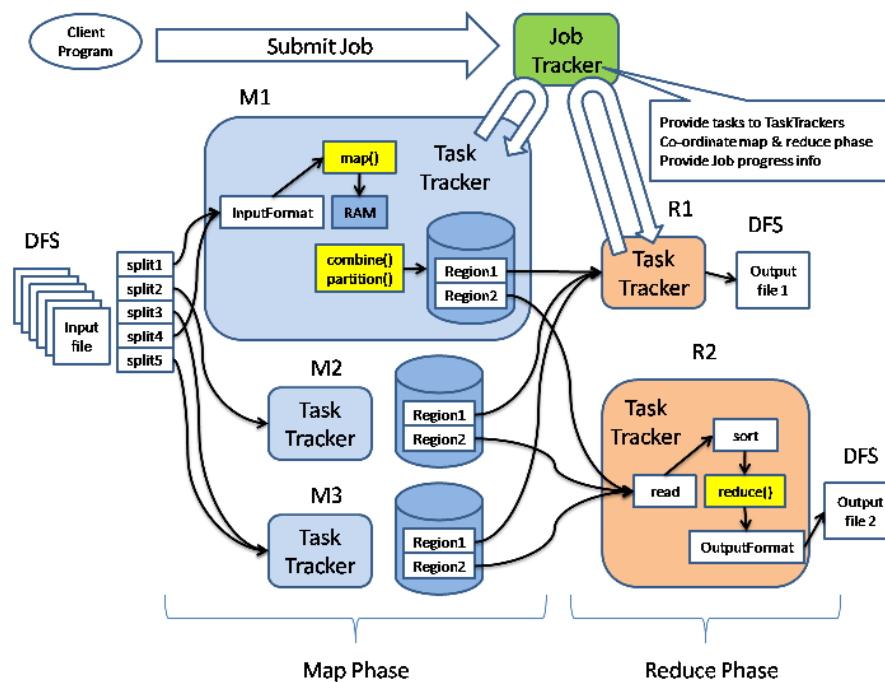 Client
Program
Submit Job
Job
Tracker
Provide tasks to TaskTrackers
Co-ordinate map & reduce phase
Provide Job progress info
M1
Task
Tracker
map()
InputFormat
RAM
combine()
partition()
Region1
Region2
DFS
Input
file
split1
split2
split3
split4
split5
M2
Task
Tracker
Region1
Region2
M3
Task
Tracker
Region1
Region2
R1
Task
Tracker
DFS
Output
file 1
R2
Task
Tracker
sort
read
reduce(}
OutputFormat
DFS
Output
file 2
Map Phase
Reduce Phase